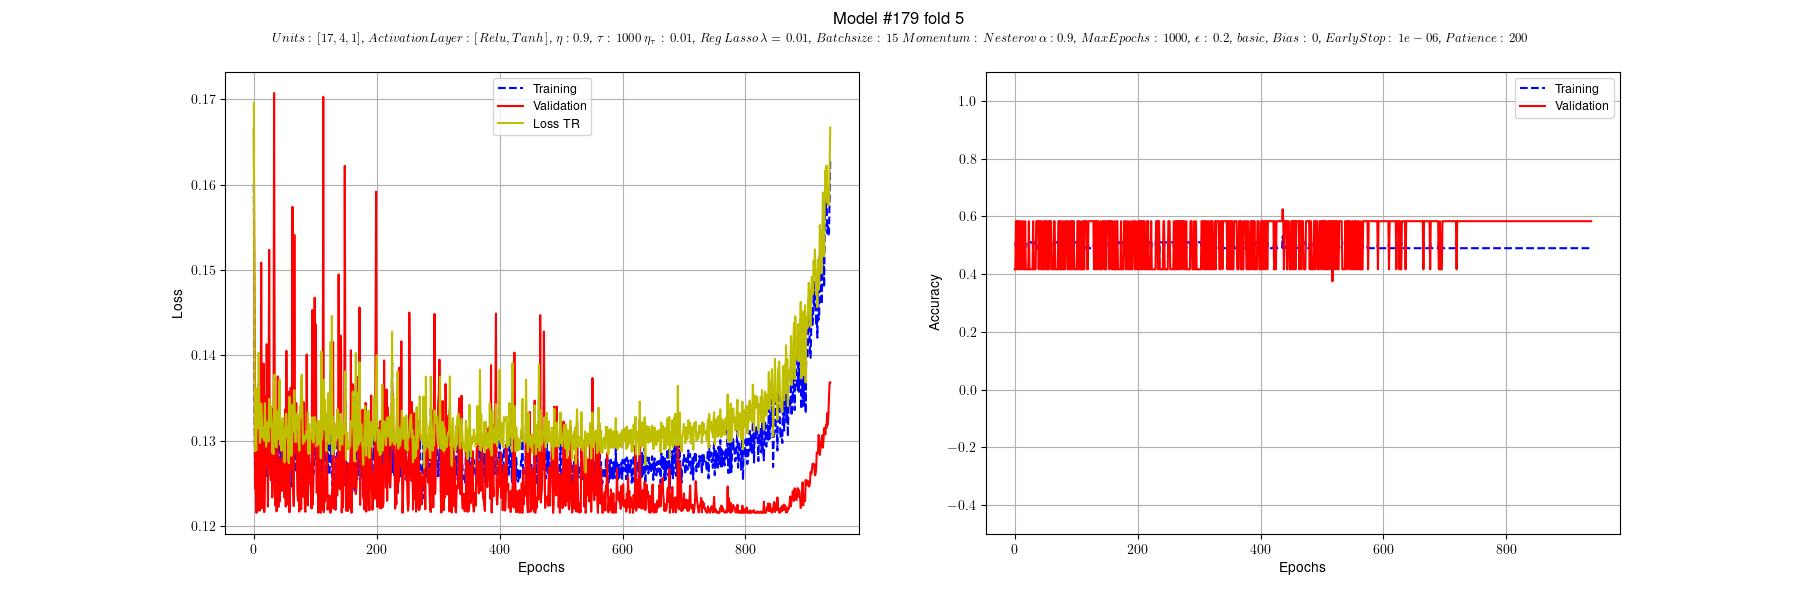 Model #179 fold 5
Units : [17, 4, 1], ActivationLayer : [Relu, Tanh], η : 0.9, τ : 1000 η_τ : 0.01, Reg Lasso λ = 0.01, Batchsize : 15 Momentum : Nesterov α : 0.9, MaxEpochs : 1000, ϵ : 0.2, basic, Bias : 0, EarlyStop : 1e − 06, Patience : 200
Training
Validation
Loss TR
0.17
0.16
0.15
0.14
0.13
0.12
Loss
0 200 400 600 800
Epochs
Training
Validation
1.0
0.8
0.6
0.4
0.2
0.0
−0.2
−0.4
Accuracy
0 200 400 600 800
Epochs